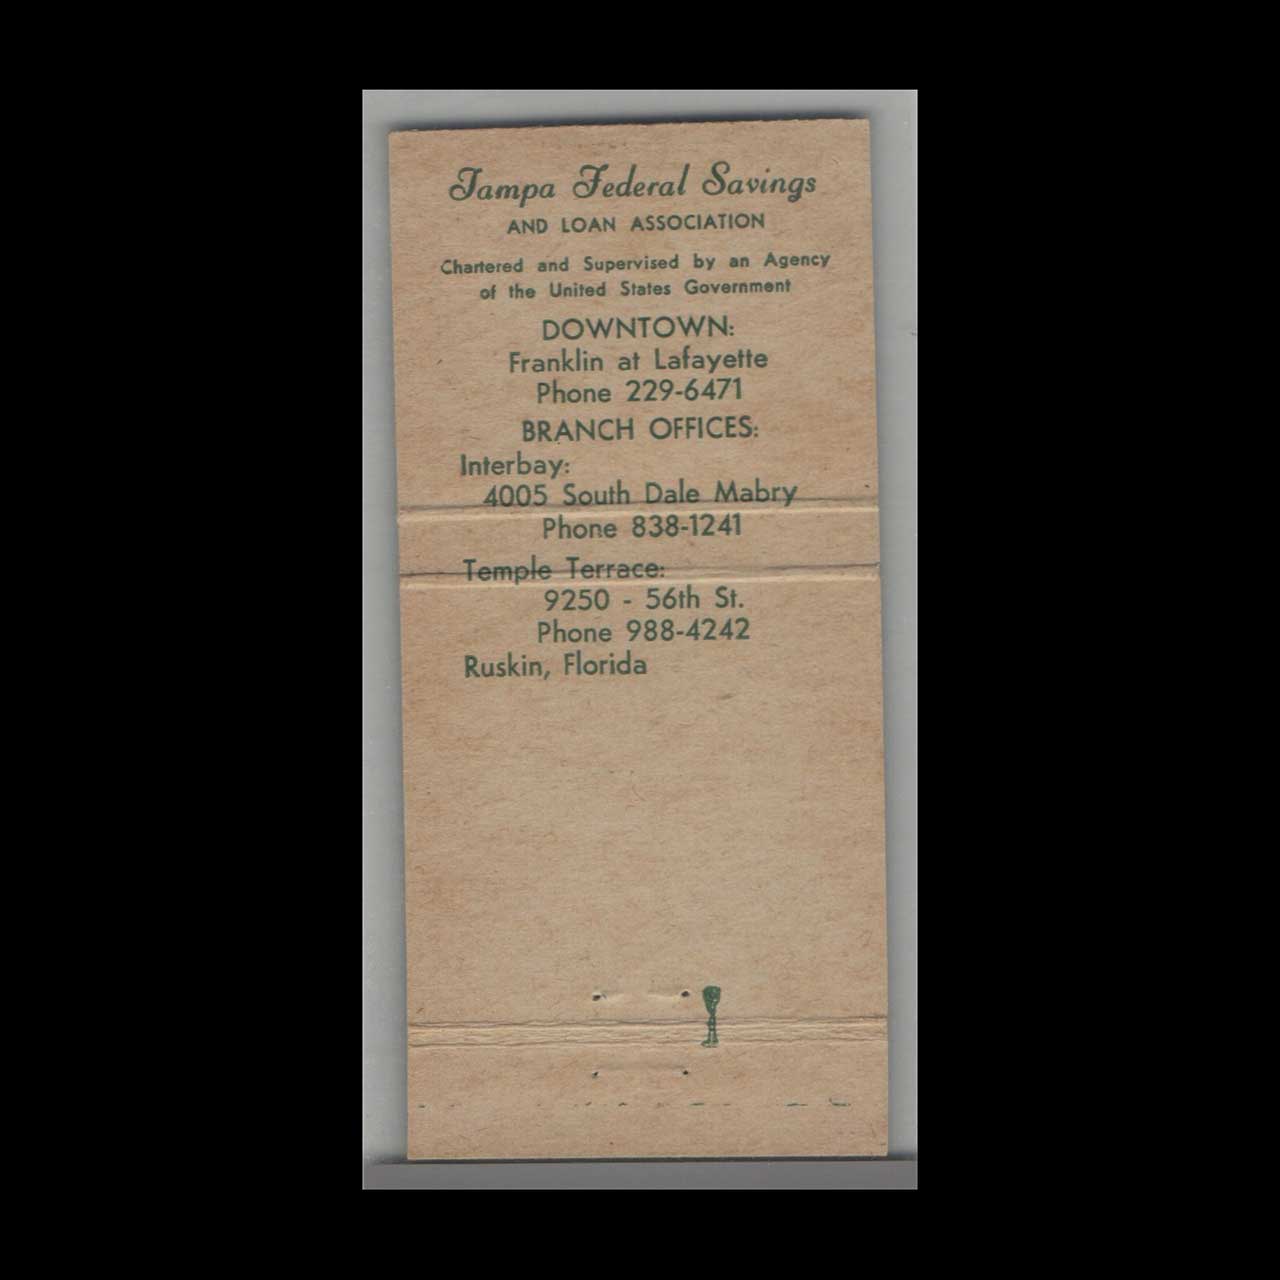 Tampa Federal Savings
AND LOAN ASSOCIATION
Chartered and Supervised by an Agency
of the United States Government
DOWNTOWN:
Franklin at Lafayette
Phone 229-6471
BRANCH OFFICES:
Interbay:
4005 South Dale Mabry
Phone 838-1241
Temple Terrace:
9250 - 56th St.
Phone 988-4242
Ruskin, Florida